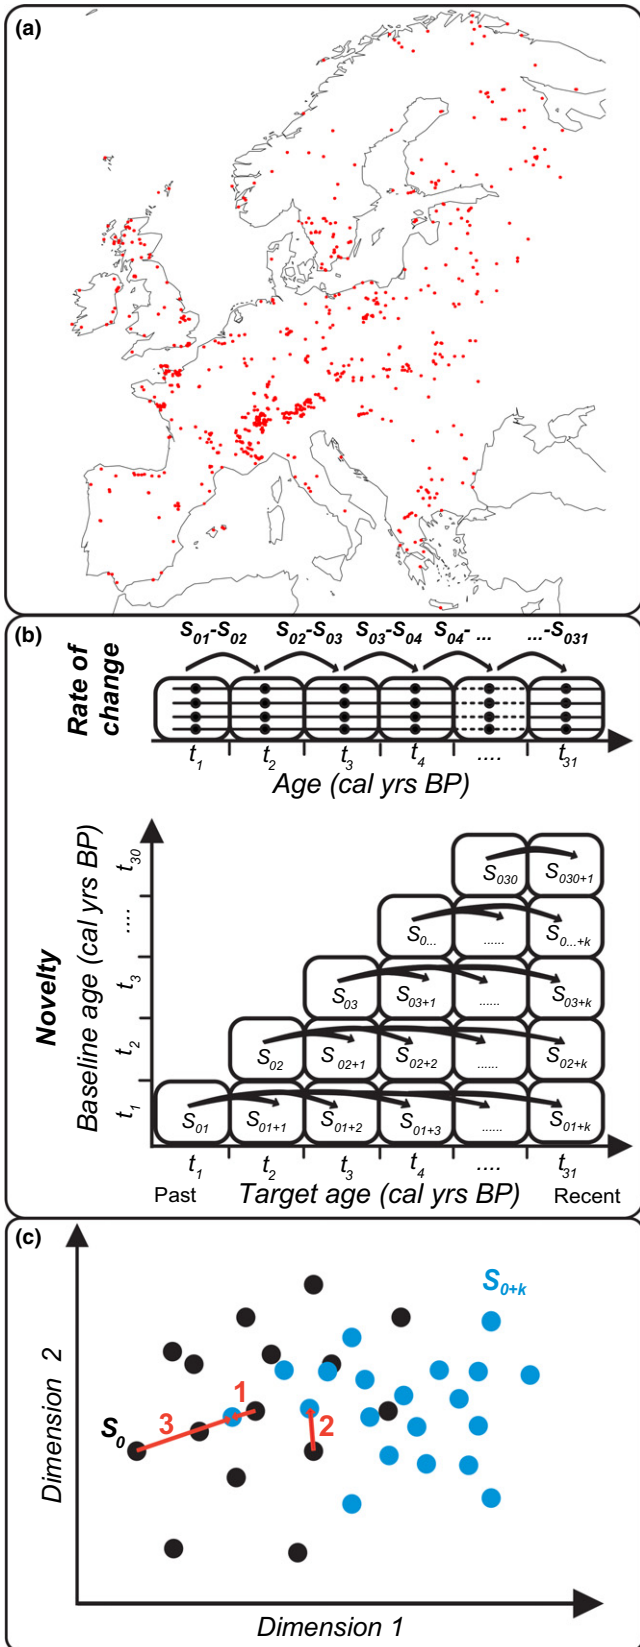 (a)
(b)
S01-S02 S02-S03 S03-S04 S04- ... ...-S031
Rate of
change
t1 t2 t3 t4 .... t31
Age (cal yrs BP)
Novelty
Baseline age (cal yrs BP)
t30
....
t3
t2
t1
S030 S030+1
S0... ...... S0...+k
S03 S03+1 ...... S03+k
S02 S02+1 S02+2 ...... S02+k
S01 S01+1 S01+2 S01+3 ...... S01+k
t1 t2 t3 t4 .... t31
Past Target age (cal yrs BP) Recent
(c)
S0+k
Dimension 2
1
3
2
S0
Dimension 1